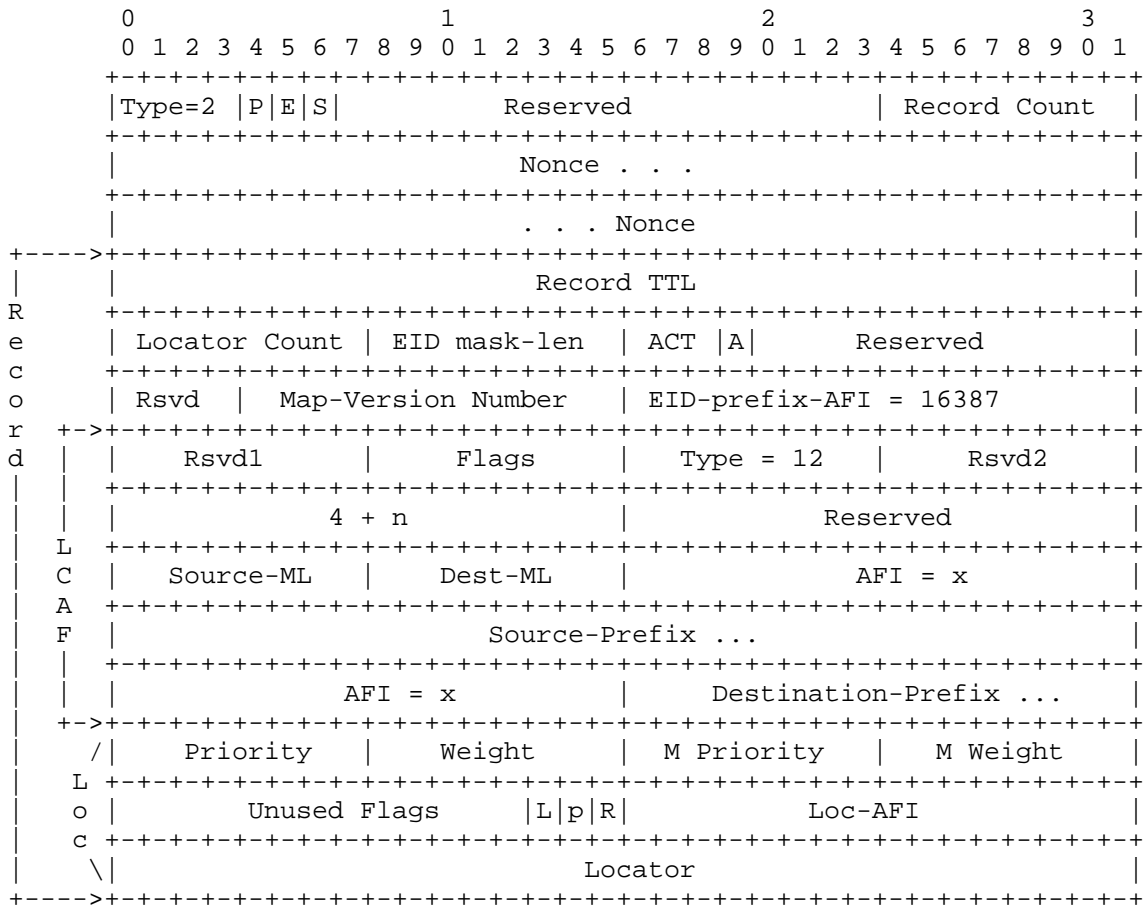 0                   1                   2                   3
        0 1 2 3 4 5 6 7 8 9 0 1 2 3 4 5 6 7 8 9 0 1 2 3 4 5 6 7 8 9 0 1
       +-+-+-+-+-+-+-+-+-+-+-+-+-+-+-+-+-+-+-+-+-+-+-+-+-+-+-+-+-+-+-+-+
       |Type=2 |P|E|S|          Reserved               | Record Count  |
       +-+-+-+-+-+-+-+-+-+-+-+-+-+-+-+-+-+-+-+-+-+-+-+-+-+-+-+-+-+-+-+-+
       |                         Nonce . . .                           |
       +-+-+-+-+-+-+-+-+-+-+-+-+-+-+-+-+-+-+-+-+-+-+-+-+-+-+-+-+-+-+-+-+
       |                         . . . Nonce                           |
+----->+-+-+-+-+-+-+-+-+-+-+-+-+-+-+-+-+-+-+-+-+-+-+-+-+-+-+-+-+-+-+-+-+
|      |                          Record TTL                           |
R      +-+-+-+-+-+-+-+-+-+-+-+-+-+-+-+-+-+-+-+-+-+-+-+-+-+-+-+-+-+-+-+-+
e      | Locator Count | EID mask-len  | ACT |A|      Reserved         |
c      +-+-+-+-+-+-+-+-+-+-+-+-+-+-+-+-+-+-+-+-+-+-+-+-+-+-+-+-+-+-+-+-+
o      | Rsvd  |  Map-Version Number   | EID-prefix-AFI = 16387        |
r   +->+-+-+-+-+-+-+-+-+-+-+-+-+-+-+-+-+-+-+-+-+-+-+-+-+-+-+-+-+-+-+-+-+
d   |  |    Rsvd1      |     Flags     |   Type = 12   |     Rsvd2     |
|   |  +-+-+-+-+-+-+-+-+-+-+-+-+-+-+-+-+-+-+-+-+-+-+-+-+-+-+-+-+-+-+-+-+
|   |  |             4 + n             |            Reserved           |
|   L  +-+-+-+-+-+-+-+-+-+-+-+-+-+-+-+-+-+-+-+-+-+-+-+-+-+-+-+-+-+-+-+-+
|   C  |   Source-ML   |    Dest-ML    |              AFI = x          |
|   A  +-+-+-+-+-+-+-+-+-+-+-+-+-+-+-+-+-+-+-+-+-+-+-+-+-+-+-+-+-+-+-+-+
|   F  |                       Source-Prefix ...                       |
|   |  +-+-+-+-+-+-+-+-+-+-+-+-+-+-+-+-+-+-+-+-+-+-+-+-+-+-+-+-+-+-+-+-+
|   |  |              AFI = x          |     Destination-Prefix ...    |
|   +->+-+-+-+-+-+-+-+-+-+-+-+-+-+-+-+-+-+-+-+-+-+-+-+-+-+-+-+-+-+-+-+-+
|     /|    Priority   |    Weight     |  M Priority   |   M Weight    |
|    L +-+-+-+-+-+-+-+-+-+-+-+-+-+-+-+-+-+-+-+-+-+-+-+-+-+-+-+-+-+-+-+-+
|    o |        Unused Flags     |L|p|R|           Loc-AFI             |
|    c +-+-+-+-+-+-+-+-+-+-+-+-+-+-+-+-+-+-+-+-+-+-+-+-+-+-+-+-+-+-+-+-+
|     \|                             Locator                           |
+----->+-+-+-+-+-+-+-+-+-+-+-+-+-+-+-+-+-+-+-+-+-+-+-+-+-+-+-+-+-+-+-+-+